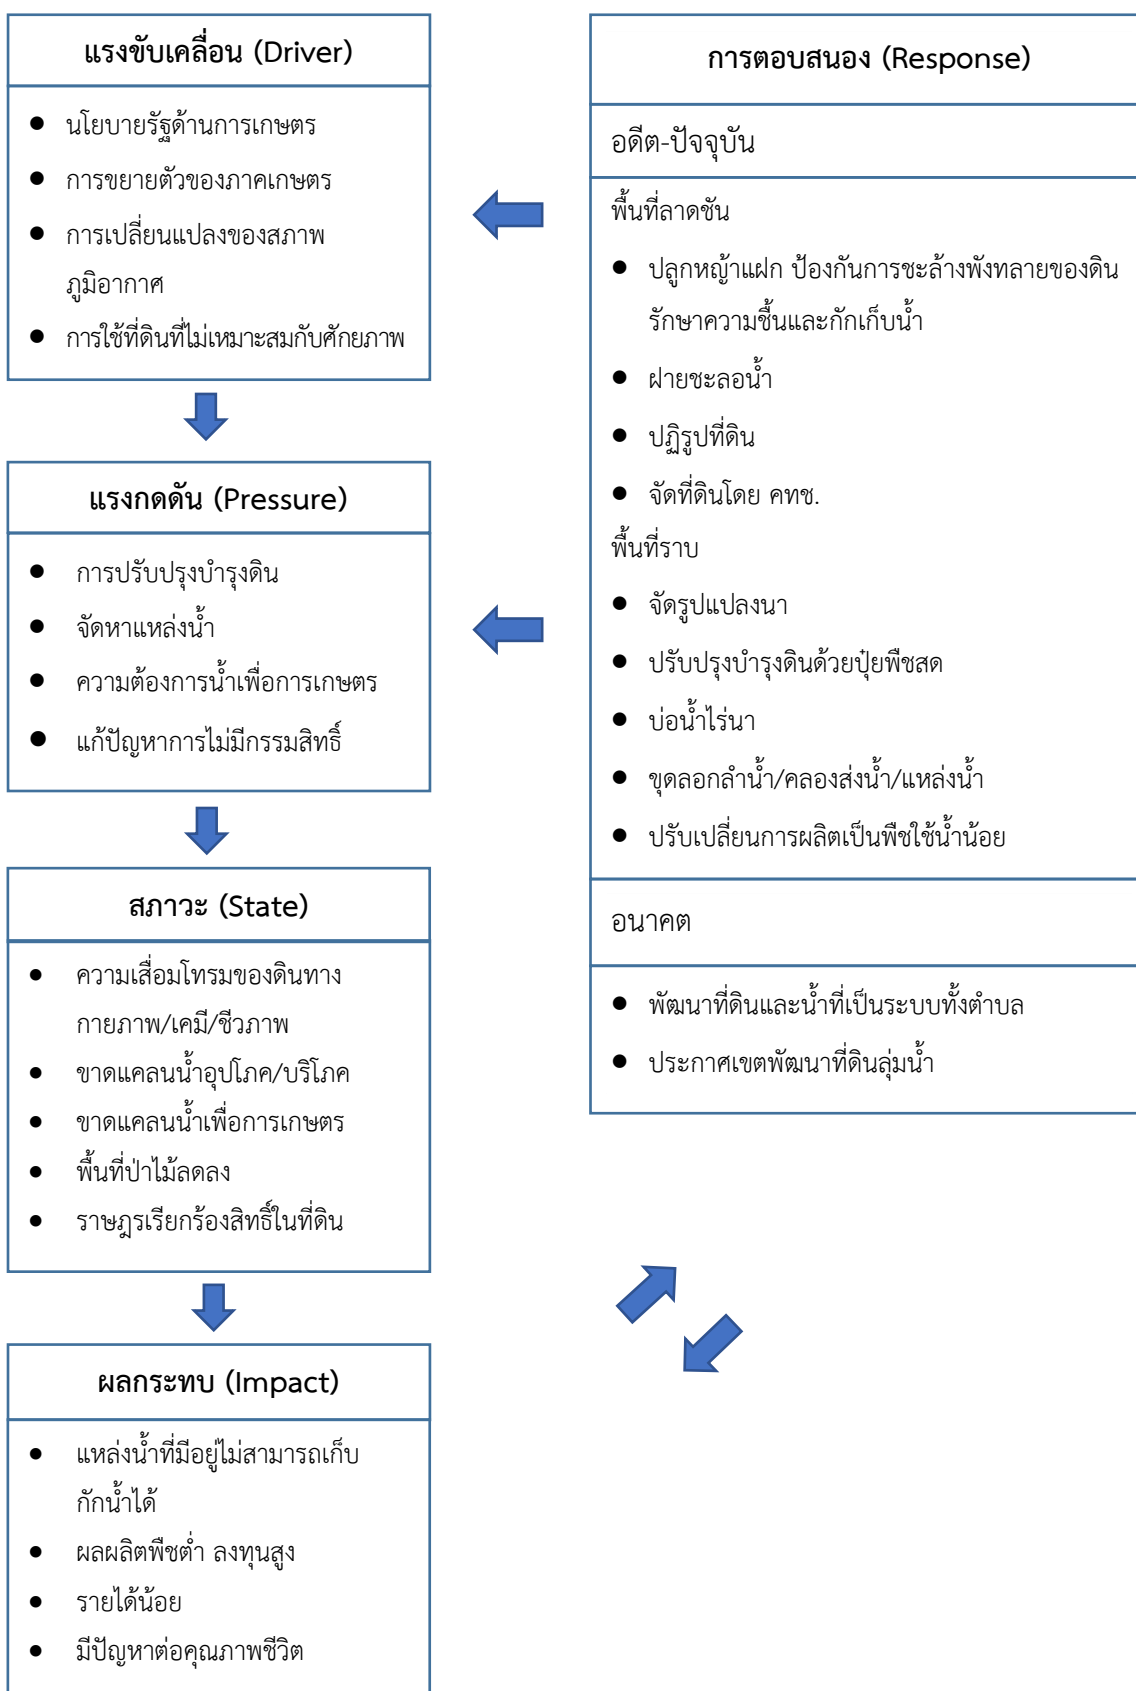 แรงขับเคลื่อน (Driver)
นโยบายรัฐด้านการเกษตร
การขยายตัวของภาคเกษตร
การเปลี่ยนแปลงของสภาพ
ภูมิอากาศ
การใช้ที่ดินที่ไม่เหมาะสมกับศักยภาพ
แรงกดดัน (Pressure)
การปรับปรุงบำรุงดิน
จัดหาแหล่งน้ำ
ความต้องการน้ำเพื่อการเกษตร
แก้ปัญหาการไม่มีกรรมสิทธิ์
สภาวะ (State)
ความเสื่อมโทรมของดินทาง
กายภาพ/เคมี/ชีวภาพ
ขาดแคลนน้ำอุปโภค/บริโภค
ขาดแคลนน้ำเพื่อการเกษตร
พื้นที่ป่าไม้ลดลง
ราษฎรเรียกร้องสิทธิ์ในที่ดิน
ผลกระทบ (Impact)
แหล่งน้ำที่มีอยู่ไม่สามารถเก็บ
กักน้ำได้
ผลผลิตพืชต่ำ ลงทุนสูง
รายได้น้อย
มีปัญหาต่อคุณภาพชีวิต
การตอบสนอง (Response)
อดีต-ปัจจุบัน
พื้นที่ลาดชัน
ปลูกหญ้าแฝก ป้องกันการชะล้างพังทลายของดิน
รักษาความชื้นและกักเก็บน้ำ
ฝายชะลอน้ำ
ปฏิรูปที่ดิน
จัดที่ดินโดย คทช.
พื้นที่ราบ
จัดรูปแปลงนา
ปรับปรุงบำรุงดินด้วยปุ๋ยพืชสด
บ่อน้ำไร่นา
ขุดลอกลำน้ำ/คลองส่งน้ำ/แหล่งน้ำ
ปรับเปลี่ยนการผลิตเป็นพืชใช้น้ำน้อย
อนาคต
พัฒนาที่ดินและน้ำที่เป็นระบบทั้งตำบล
ประกาศเขตพัฒนาที่ดินลุ่มน้ำ